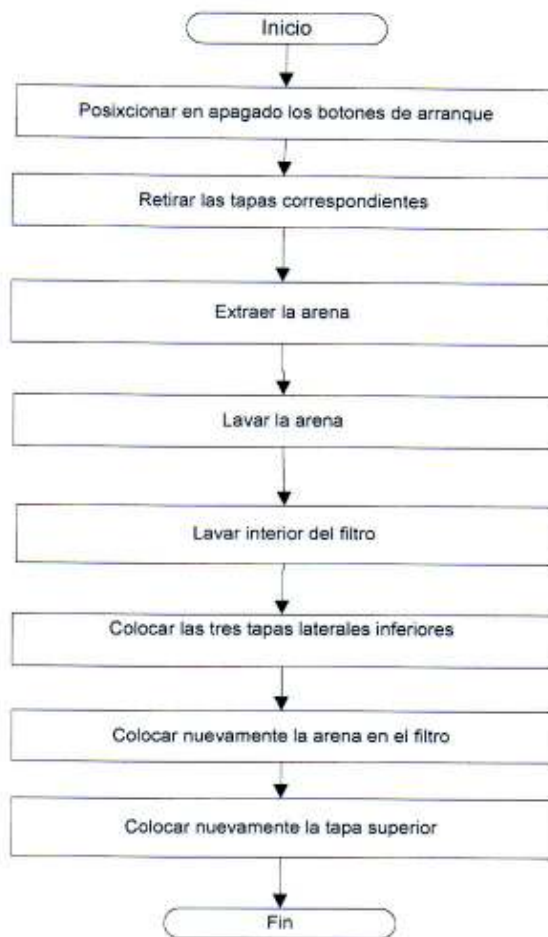 Inicio
Posixcionar en apagado los botones de arranque
Retirar las tapas correspondientes
Extraer la arena
Lavar la arena
Lavar interior del filtro
Colocar las tres tapas laterales inferiores
Colocar nuevamente la arena en el filtro
Colocar nuevamente la tapa superior
Fin